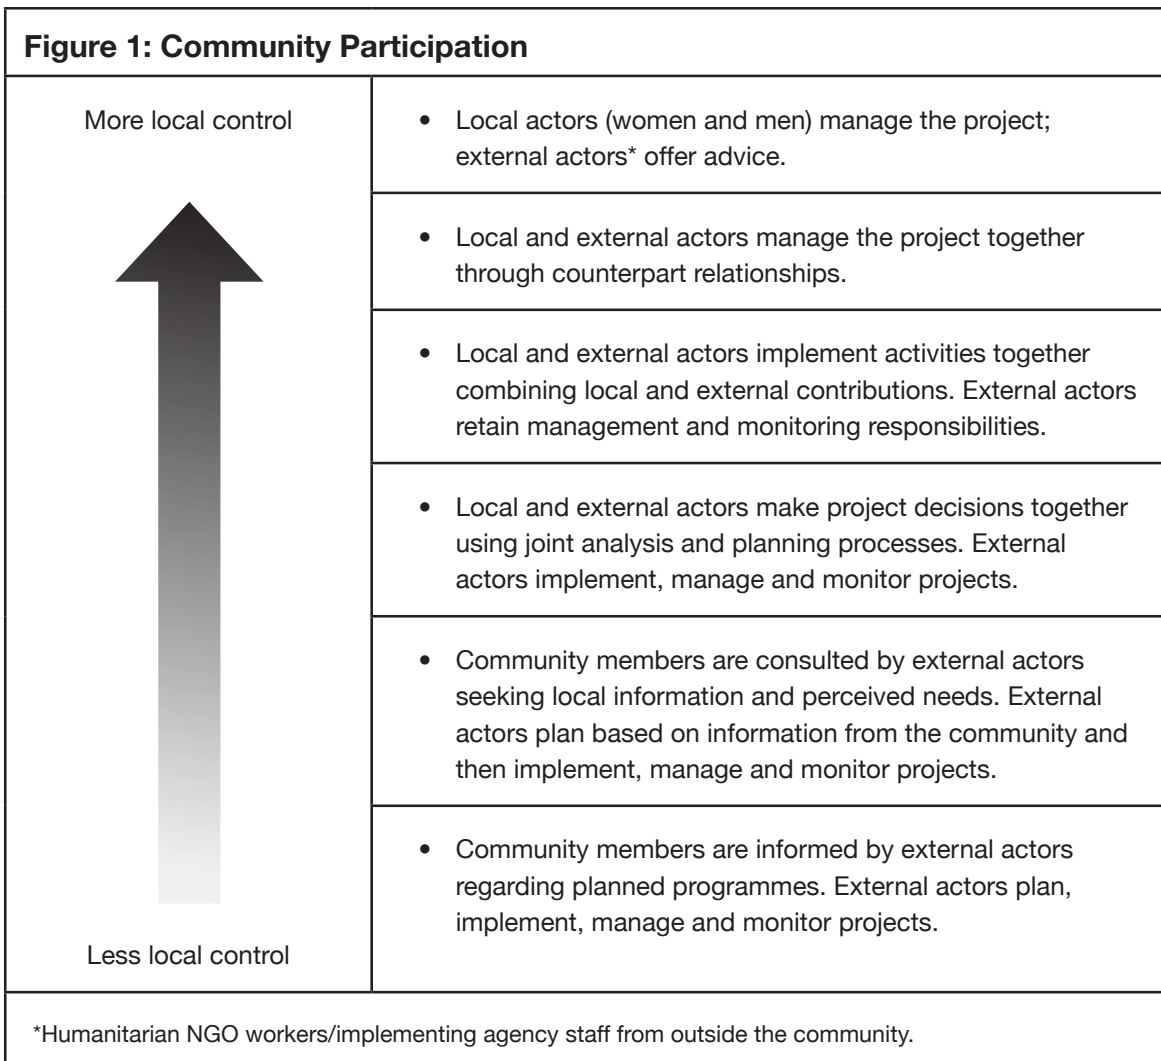 Figure 1: Community Participation
More local control
• Local actors (women and men) manage the project;
external actors* offer advice.
• Local and external actors manage the project together
through counterpart relationships.
• Local and external actors implement activities together
combining local and external contributions. External actors
retain management and monitoring responsibilities.
• Local and external actors make project decisions together
using joint analysis and planning processes. External
actors implement, manage and monitor projects.
• Community members are consulted by external actors
seeking local information and perceived needs. External
actors plan based on information from the community and
then implement, manage and monitor projects.
• Community members are informed by external actors
regarding planned programmes. External actors plan,
implement, manage and monitor projects.
Less local control
*Humanitarian NGO workers/implementing agency staff from outside the community.